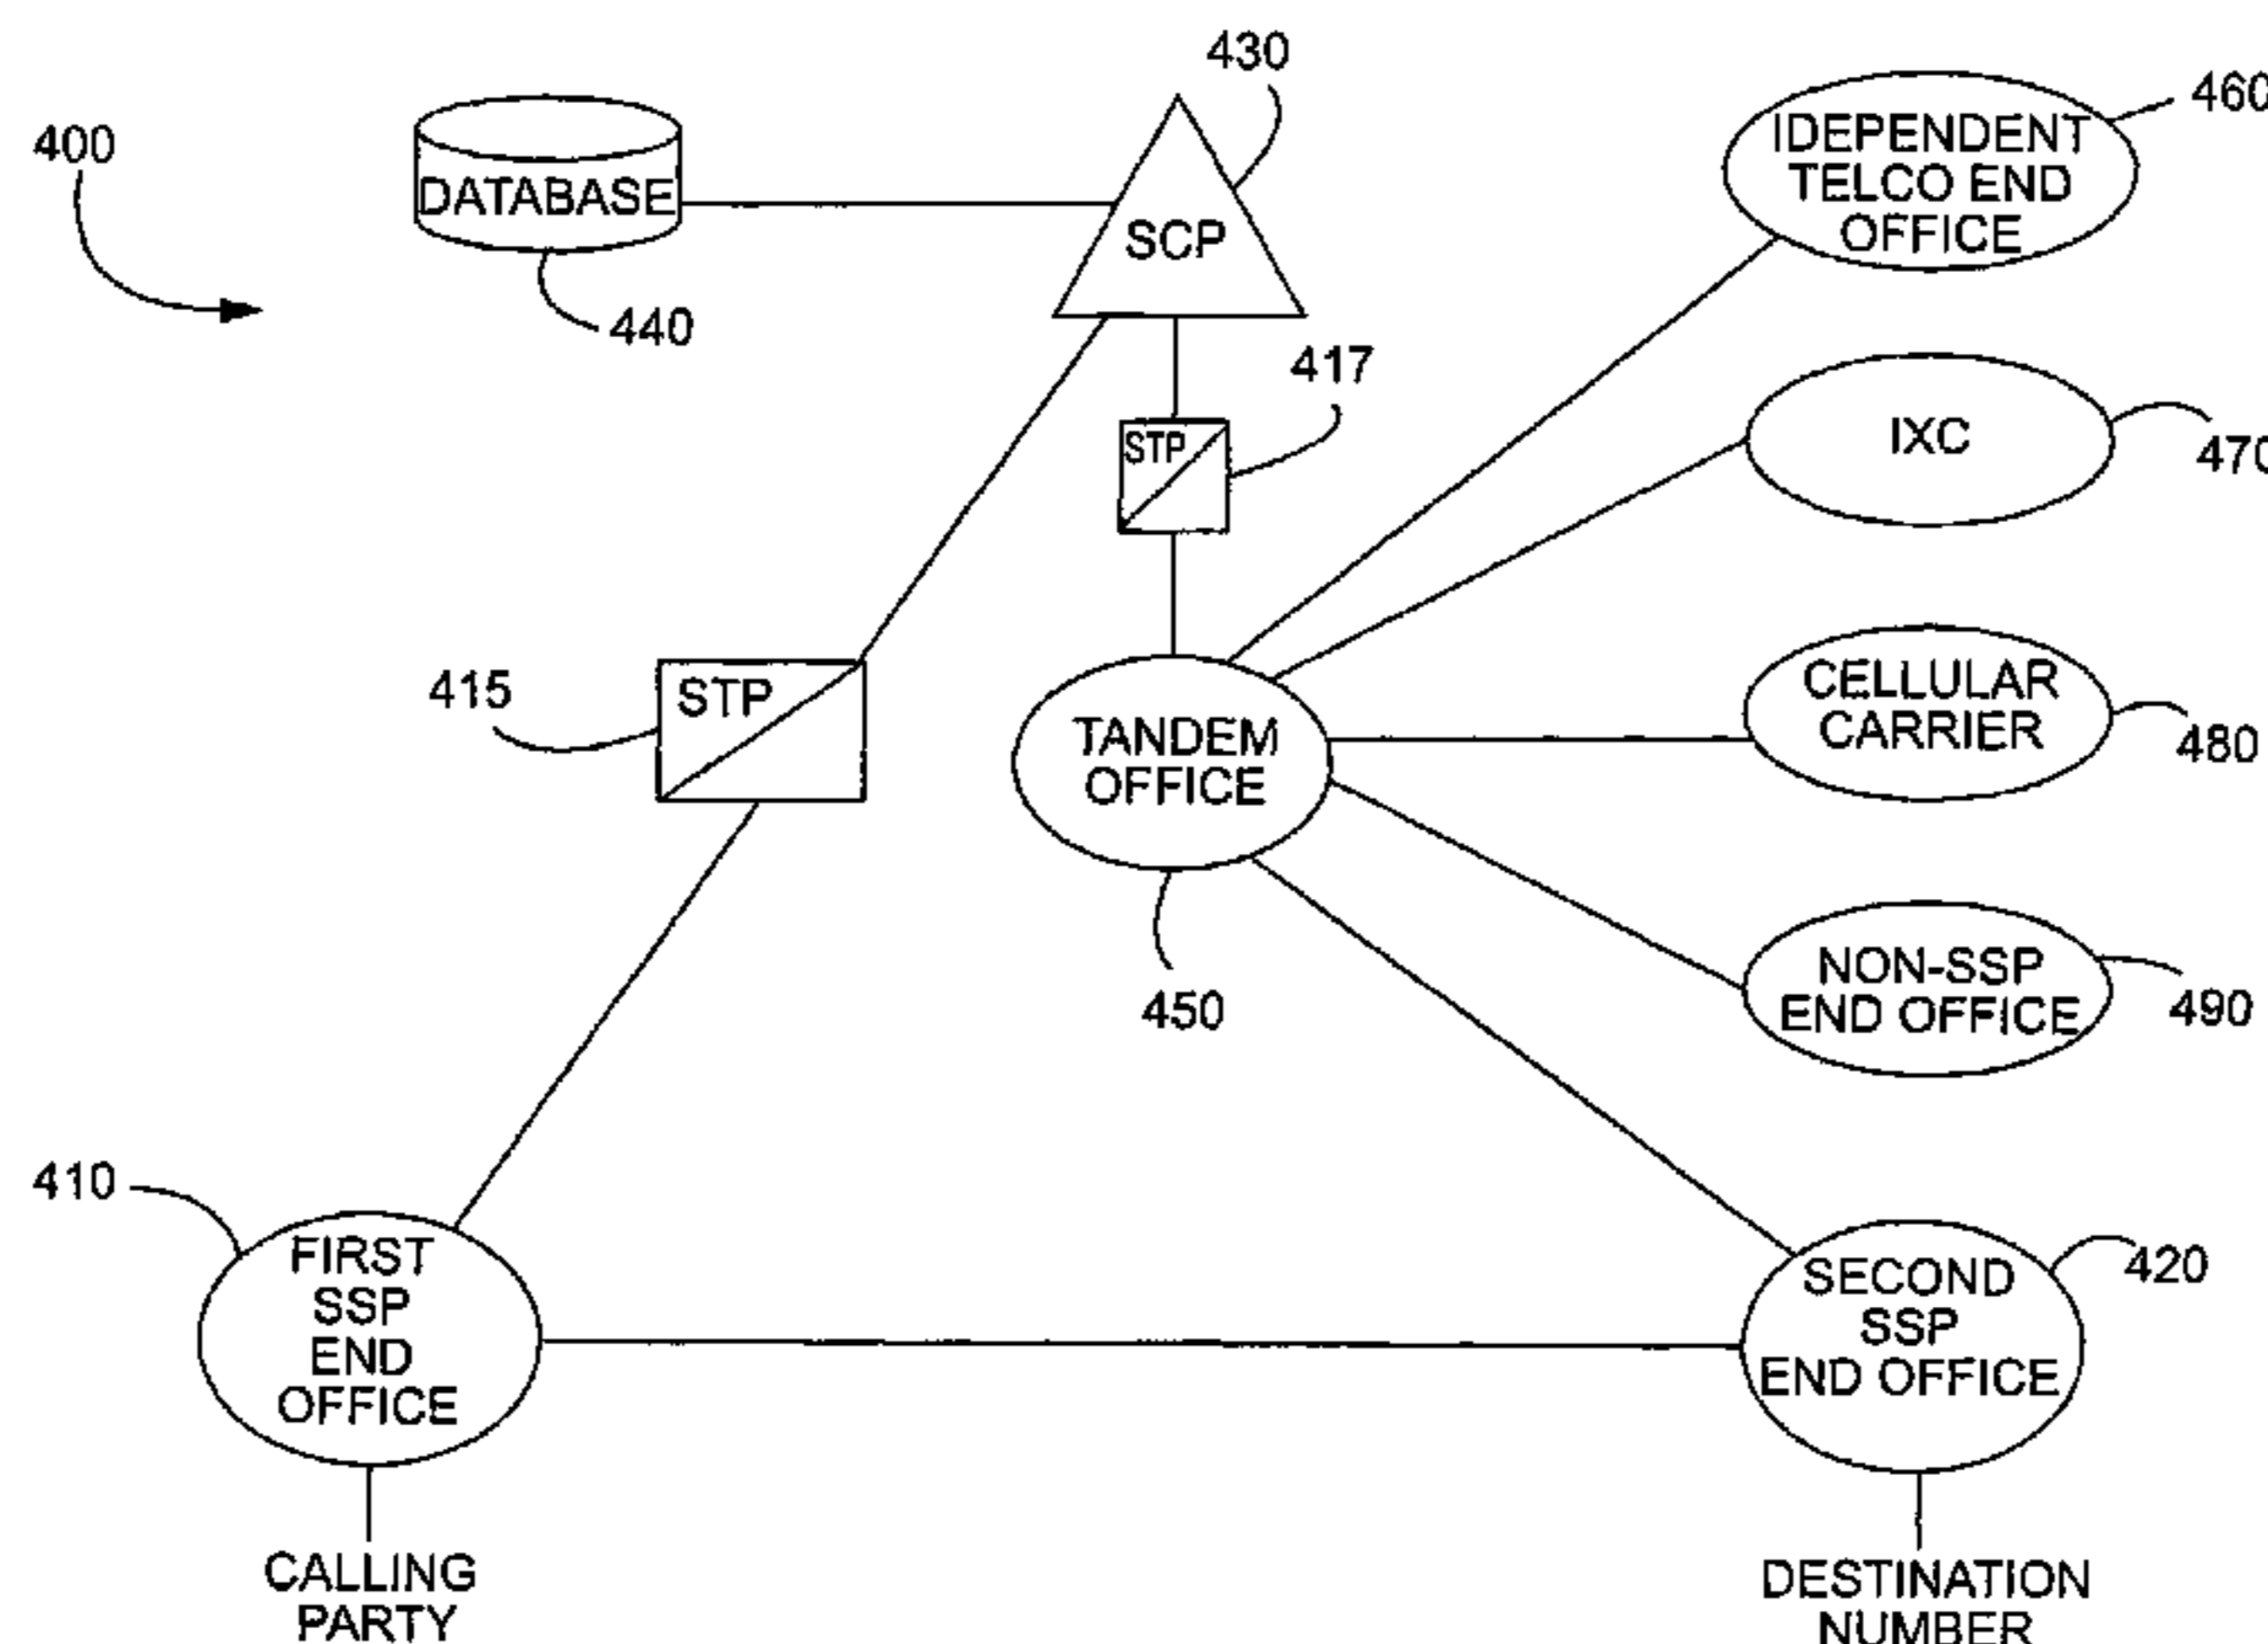 430
460
400
DATABASE
IDEPENDENT
TELCO END
OFFICE
SCP
440
417
STP
IXC
470
415
STP
TANDEM
OFFICE
CELLULAR
CARRIER
480
450
NON-SSP
END OFFICE
490
410
FIRST
SSP
END
OFFICE
SECOND
SSP
END OFFICE
420
CALLING
PARTY
DESTINATION
NUMBER